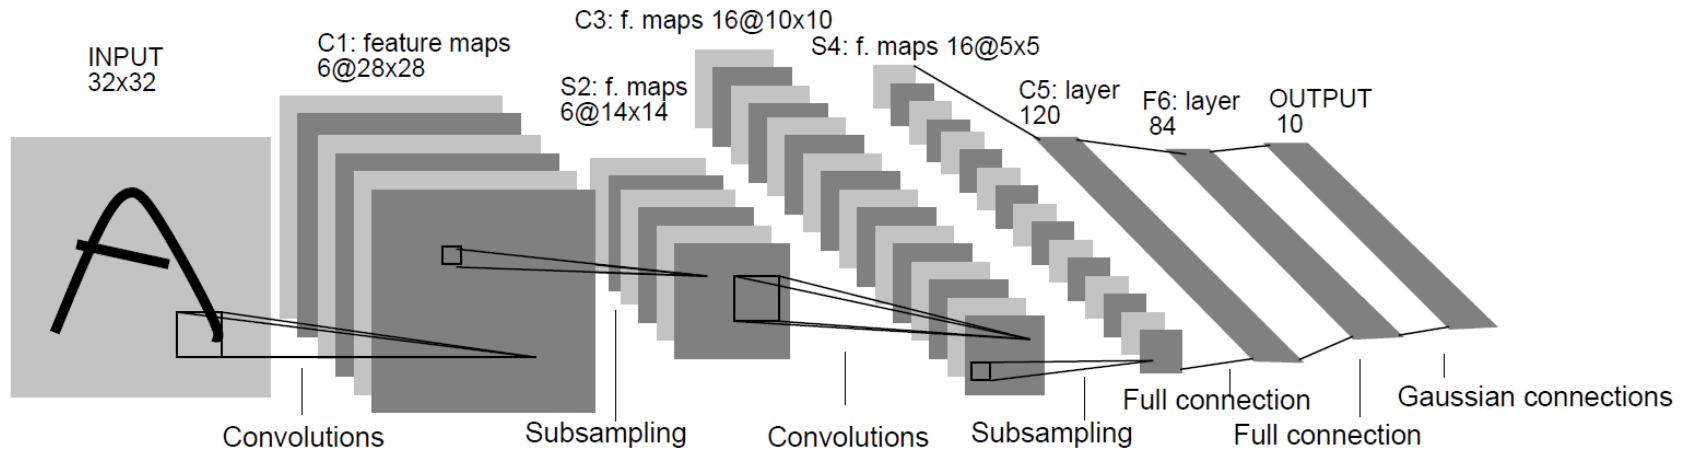 INPUT
32x32
C1: feature maps
6@28x28
S2: f. maps
6@14x14
C3: f. maps 16@10x10
S4: f. maps 16@5x5
C5: layer
120
F6: layer
84
OUTPUT
10
Convolutions
Subsampling
Convolutions
Subsampling
Full connection
Full connection
Gaussian connections